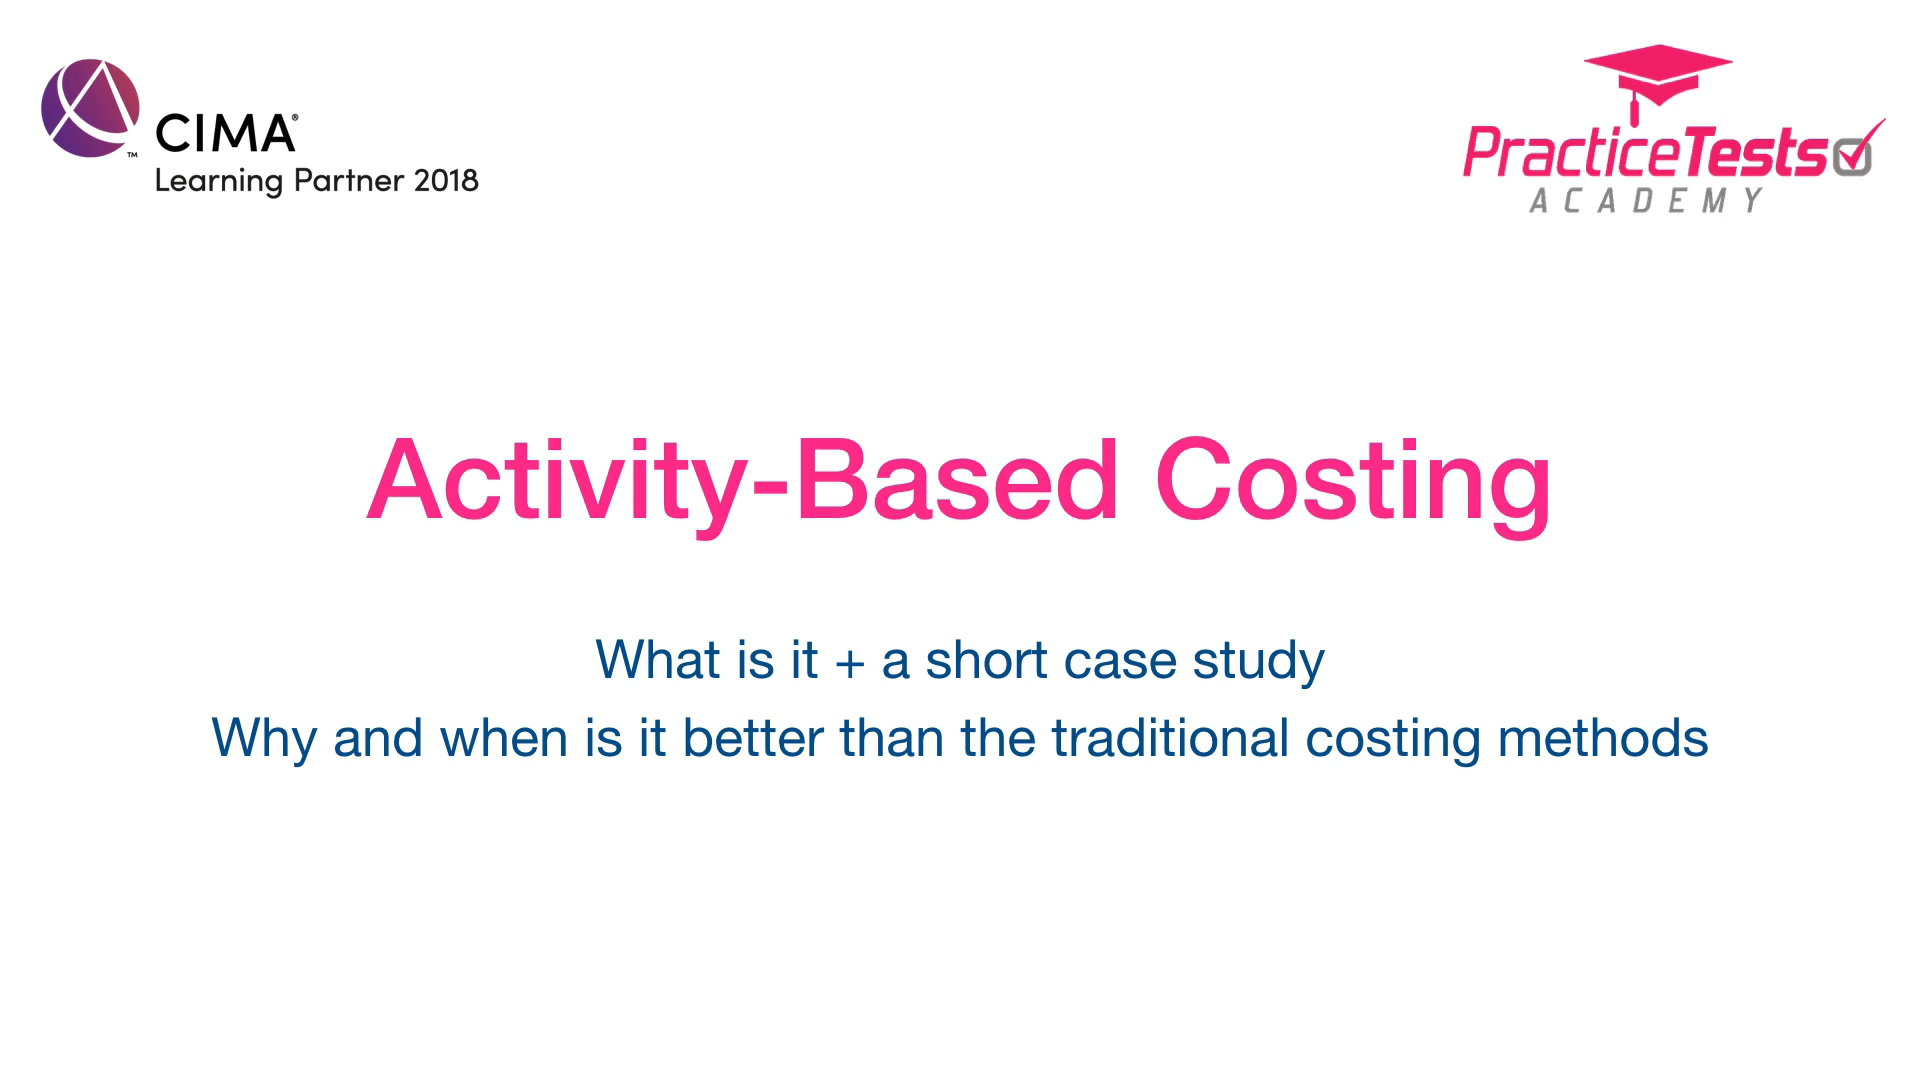 CIMA®
Learning Partner 2018
PracticeTests
ACADEMY
Activity-Based Costing
What is it + a short case study
Why and when is it better than the traditional costing methods